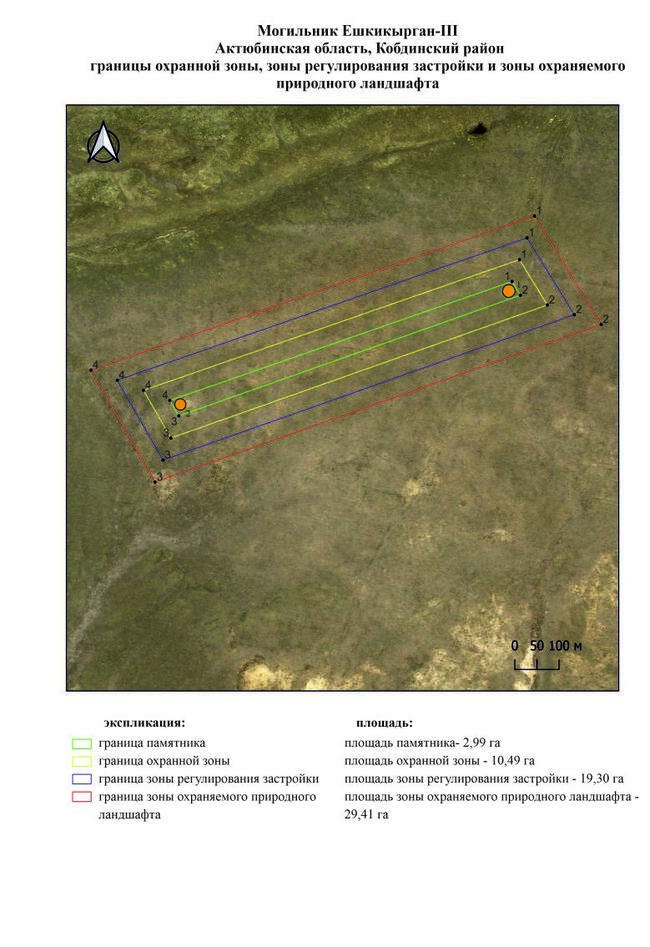 Могильник Ешкикырган-III
Актюбинская область, Кобдинский район
границы охранной зоны, зоны регулирования застройки и зоны охраняемого
природного ландшафта
1
1
1
1
2
2
2
2
4
4
4
4
3
3
3
3
0 50 100 м
экспликация:
площадь:
граница памятника
площадь памятника- 2,99 га
граница охранной зоны
площадь охранной зоны - 10,49 га
граница зоны регулирования застройки
площадь зоны регулирования застройки - 19,30 га
граница зоны охраняемого природного
площадь зоны охраняемого природного ландшафта -
ландшафта
29,41 га